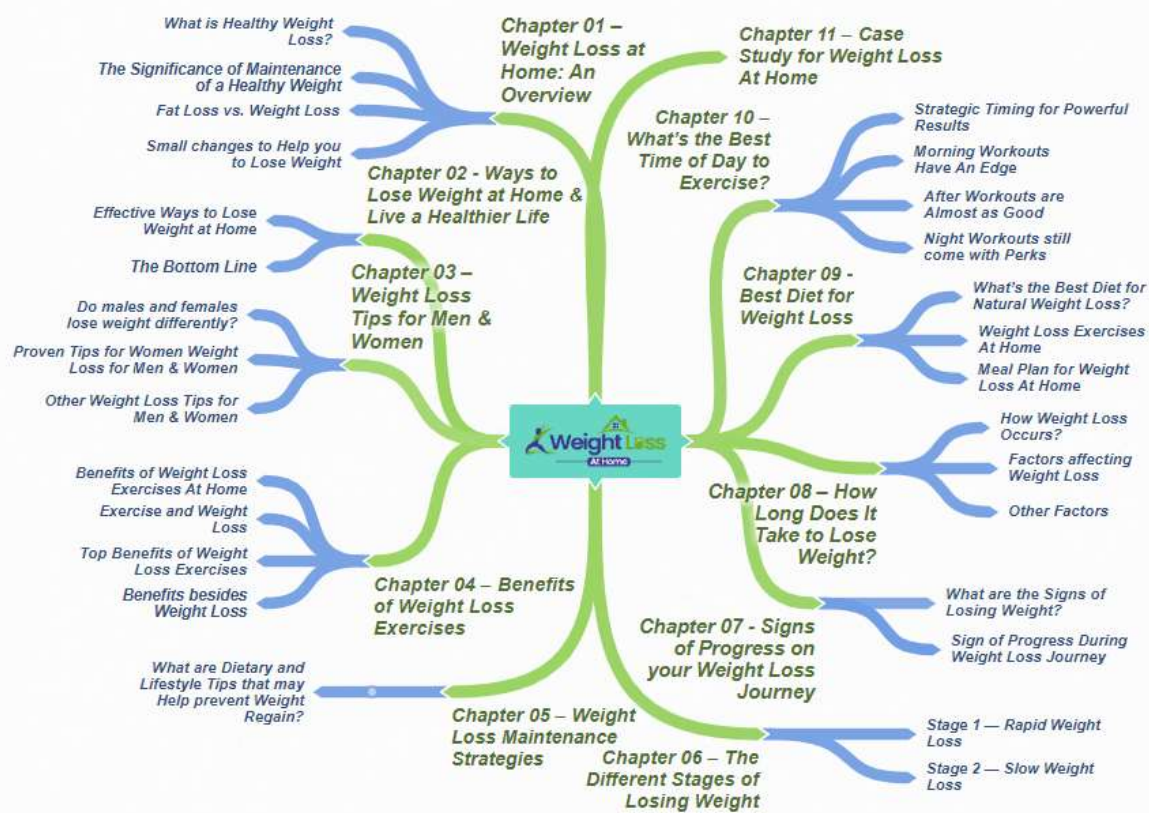 Chapter 01 –
Weight Loss at
Home: An
Overview
What is Healthy Weight
Loss?
The Significance of Maintenance
of a Healthy Weight
Fat Loss vs. Weight Loss
Small changes to Help you
to Lose Weight
Chapter 02 - Ways to
Lose Weight at Home &
Live a Healthier Life
Effective Ways to Lose
Weight at Home
The Bottom Line
Chapter 03 –
Weight Loss
Tips for Men &
Women
Do males and females
lose weight differently?
Proven Tips for Women Weight
Loss for Men & Women
Other Weight Loss Tips for
Men & Women
Benefits of Weight Loss
Exercises At Home
Exercise and Weight
Loss
Top Benefits of Weight
Loss Exercises
Benefits besides
Weight Loss
Chapter 04 – Benefits
of Weight Loss
Exercises
What are Dietary and
Lifestyle Tips that may
Help prevent Weight
Regain?
Chapter 05 – Weight
Loss Maintenance
Strategies
Weight Loss
At Home
Chapter 11 – Case
Study for Weight Loss
At Home
Chapter 10 –
What's the Best
Time of Day to
Exercise?
Strategic Timing for Powerful
Results
Morning Workouts
Have An Edge
After Workouts are
Almost as Good
Night Workouts still
come with Perks
Chapter 09 -
Best Diet for
Weight Loss
What's the Best Diet for
Natural Weight Loss?
Weight Loss Exercises
At Home
Meal Plan for Weight
Loss At Home
How Weight Loss
Occurs?
Factors affecting
Weight Loss
Other Factors
Chapter 08 – How
Long Does It
Take to Lose
Weight?
What are the Signs of
Losing Weight?
Sign of Progress During
Weight Loss Journey
Chapter 07 - Signs
of Progress on
your Weight Loss
Journey
Stage 1 — Rapid Weight
Loss
Stage 2 — Slow Weight
Loss
Chapter 06 – The
Different Stages of
Losing Weight